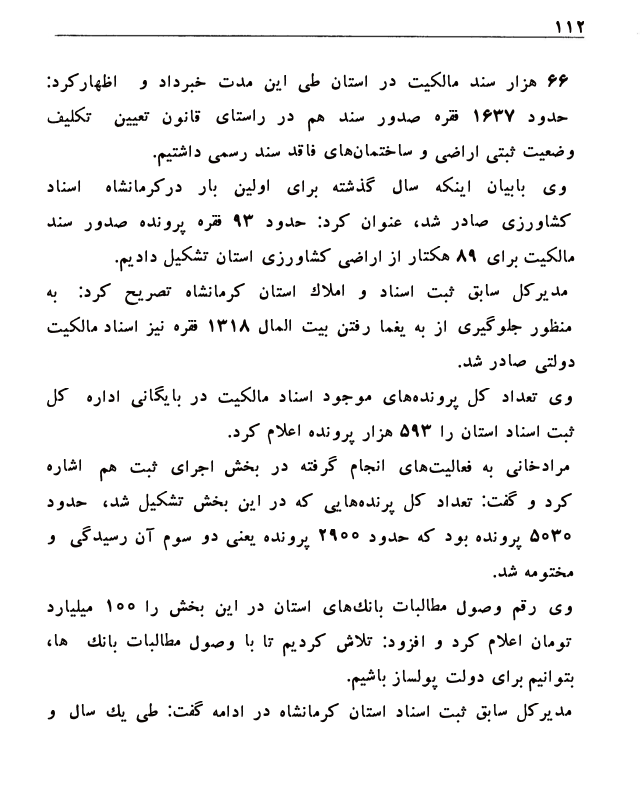 ۱۱۲
۶۶ هزار سند مالکیت در استان طی این مدت خبرداد و اظهارکرد:
حدود ۱۶۳۷ فقره صدور سند هم در راستای قانون تعیین تکلیف
وضعیت ثبتی اراضی و ساختمان‌های فاقد سند رسمی داشتیم.
وی بابیان اینکه سال گذشته برای اولین بار درکرمانشاه اسناد
کشاورزی صادر شد، عنوان کرد: حدود ۹۳ فقره پرونده صدور سند
مالکیت برای ۸۹ هکتار از اراضی کشاورزی استان تشکیل دادیم.
مدیرکل سابق ثبت اسناد و املاك استان کرمانشاه تصریح کرد: به
منظور جلوگیری از به یغما رفتن بیت المال ۱۳۱۸ فقره نیز اسناد مالکیت
دولتی صادر شد.
وی تعداد کل پرونده‌های موجود اسناد مالکیت در بایگانی اداره کل
ثبت اسناد استان را ۵۹۳ هزار پرونده اعلام کرد.
مرادخانی به فعالیت‌های انجام گرفته در بخش اجرای ثبت هم اشاره
کرد و گفت: تعداد کل پرنده‌هایی که در این بخش تشکیل شد، حدود
۵۰۳۰ پرونده بود که حدود ۲۹۰۰ پرونده یعنی دو سوم آن رسیدگی و
مختومه شد.
وی رقم وصول مطالبات بانك‌های استان در این بخش را ۱۰۰ میلیارد
تومان اعلام کرد و افزود: تلاش کردیم تا با وصول مطالبات بانك ها،
بتوانیم برای دولت پولساز باشیم.
مدیرکل سابق ثبت اسناد استان کرمانشاه در ادامه گفت: طی یك سال و